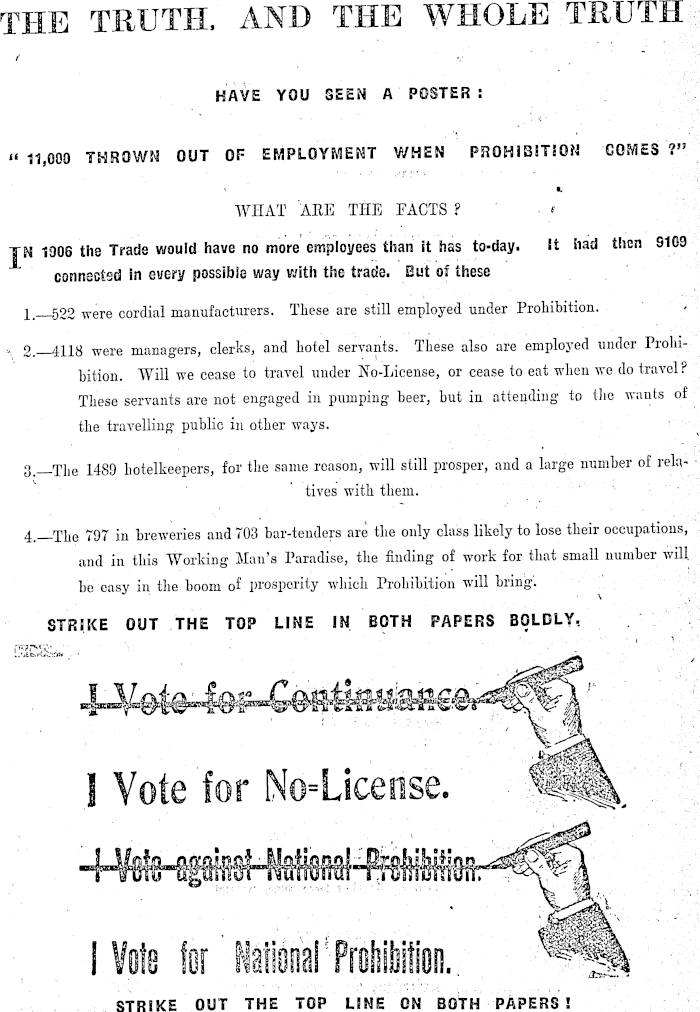 THE TRUTH, AND THE WHOLE TRUTH
HAVE YOU SEEN A POSTER :
" 11,000 THROWN OUT OF EMPLOYMENT WHEN PROHIBITION COMES ?"
WHAT ARE THE FACTS ?
IN 1906 the Trade would have no more employees than it has to-day. It had then 9109
connected in every possible way with the trade. But of these
1.—522 were cordial manufacturers. These are still employed under Prohibition.
2.—4118 were managers, clerks, and hotel servants. These also are employed under Prohi-
bition. Will we cease to travel under No-License, or cease to eat when we do travel?
These servants are not engaged in pumping beer, but in attending to the wants of
the travelling public in other ways.
3.—The 1489 hotelkeepers, for the same reason, will still prosper, and a large number of rela-
tives with them.
4.—The 797 in breweries and 703 bar-tenders are the only class likely to lose their occupations,
and in this Working Man's Paradise, the finding of work for that small number will
be easy in the boom of prosperity which Prohibition will bring.
STRIKE OUT THE TOP LINE IN BOTH PAPERS BOLDLY.
I Vote for Continuance.
I Vote for No=License.
I Vote against National Prohibition.
I Vote for National Prohibition.
STRIKE OUT THE TOP LINE ON BOTH PAPERS !